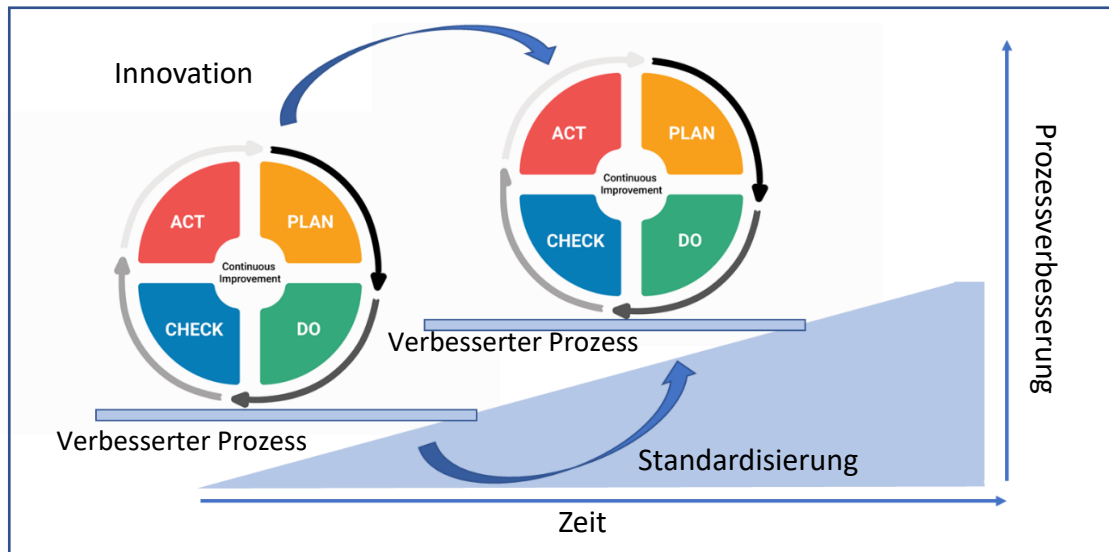 Innovation
ACT
PLAN
Continuous
Improvement
CHECK
DO
Verbesserter Prozess
ACT
PLAN
Continuous
Improvement
CHECK
DO
Verbesserter Prozess
Standardisierung
Zeit
Prozessverbesserung